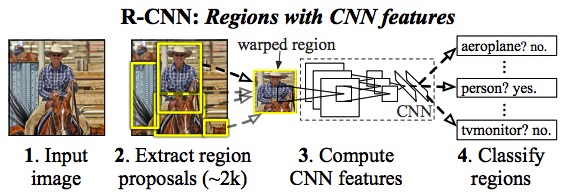 R-CNN: Regions with CNN features
warped region
aeroplane? no.
⋮
person? yes.
⋮
tvmonitor? no.
CNN
1. Input
image
2. Extract region
proposals (~2k)
3. Compute
CNN features
4. Classify
regions